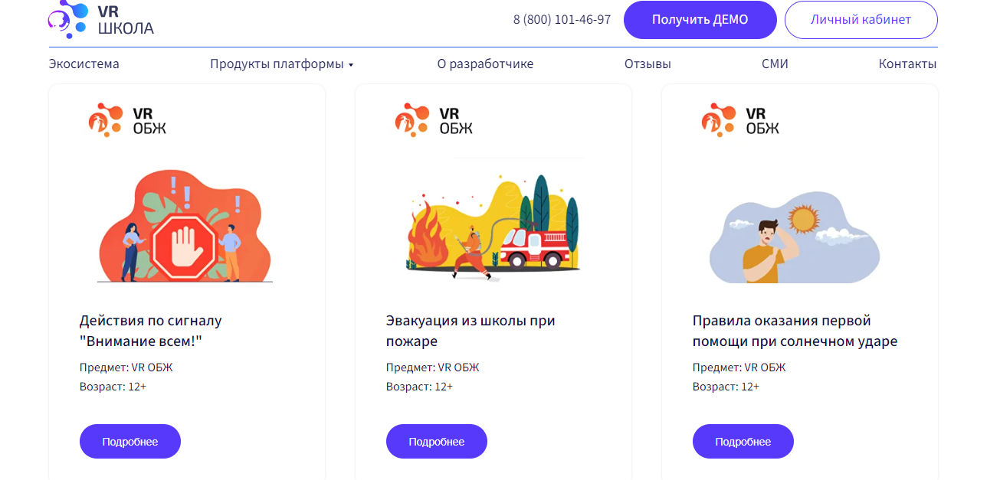 VR
ШКОЛА
8 (800) 101-46-97
Получить ДЕМО
Личный кабинет
Экосистема
Продукты платформы
О разработчике
Отзывы
СМИ
Контакты
VR
ОБЖ
Действия по сигналу
"Внимание всем!"
Предмет: VR ОБЖ
Возраст: 12+
Подробнее
VR
ОБЖ
Эвакуация из школы при
пожаре
Предмет: VR ОБЖ
Возраст: 12+
Подробнее
VR
ОБЖ
Правила оказания первой
помощи при солнечном ударе
Предмет: VR ОБЖ
Возраст: 12+
Подробнее